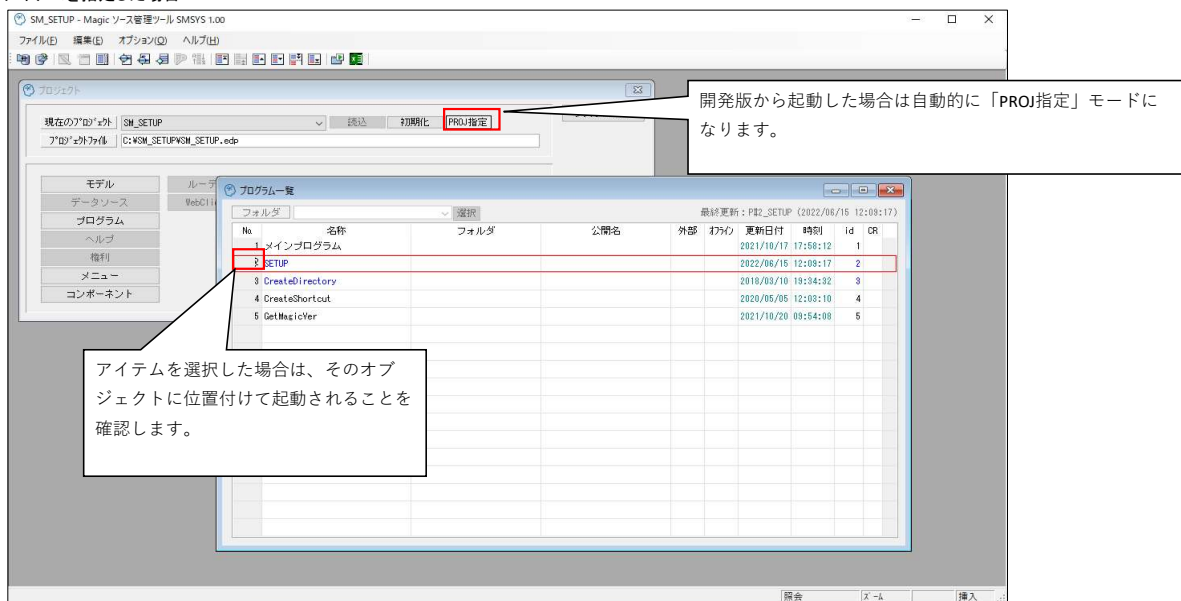 SM_SETUP - Magic ソース管理ツール SMSYS 1.00
ファイル(F) 編集(E) オプション(O) ヘルプ(H)
プロジェクト
現在のプロジェクト SM_SETUP 読込 初期化 PROJ指定
プロジェクトファイル C:¥SM_SETUP¥SM_SETUP.edp
開発版から起動した場合は自動的に「PROJ指定」モードに
なります。
モデル
データソース
プログラム
ヘルプ
権利
メニュー
コンポーネント
プログラム一覧
フォルダ 選択 最終更新:P#2_SETUP (2022/06/15 12:09:17)
No. 名称 フォルダ 公開名 外部 オフライン 更新日付 時刻 id CR
1 メインプログラム 2021/10/17 17:58:12 1
2 SETUP 2022/06/15 12:09:17 2
3 CreateDirectory 2018/03/10 19:34:32 3
4 CreateShortcut 2020/05/05 12:03:10 4
5 GetMagicVer 2021/10/20 09:54:08 5
アイテムを選択した場合は、そのオブ
ジェクトに位置付けて起動されることを
確認します。
照会 ズーム 挿入